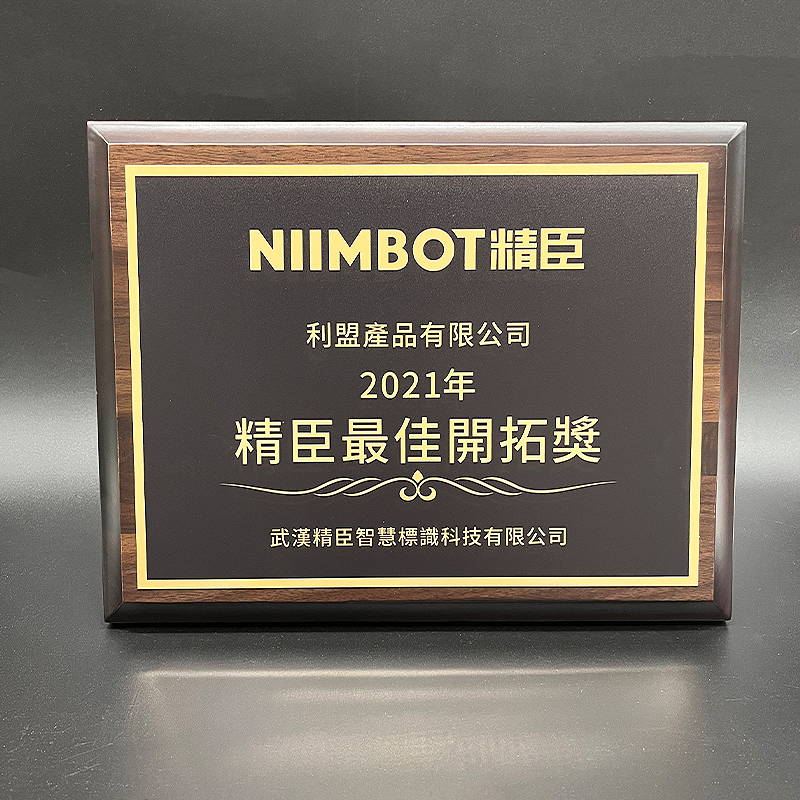 NIIMBOT精臣
利盟產品有限公司
2021年
精臣最佳開拓獎
武漢精臣智慧標識科技有限公司